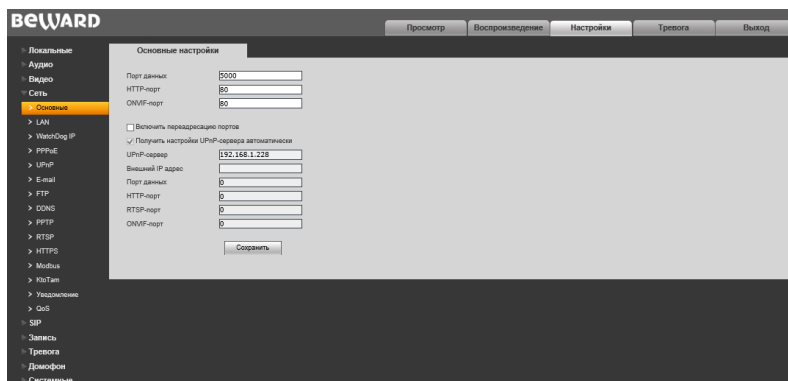 BEWARD
Просмотр
Воспроизведение
Настройки
Тревога
Выход
Локальные
Аудио
Видео
Сеть
Основные
LAN
WatchDog IP
PPPoE
UPnP
E-mail
FTP
DDNS
PPTP
RTSP
HTTPS
Modbus
KtoTam
Уведомление
QoS
SIP
Запись
Тревога
Домофон
Системные
Основные настройки
Порт данных 5000
HTTP-порт 80
ONVIF-порт 80
Включить переадресацию портов
Получить настройки UPnP-сервера автоматически
UPnP-сервер 192.168.1.228
Внешний IP адрес
Порт данных 0
HTTP-порт 0
RTSP-порт 0
ONVIF-порт 0
Сохранить